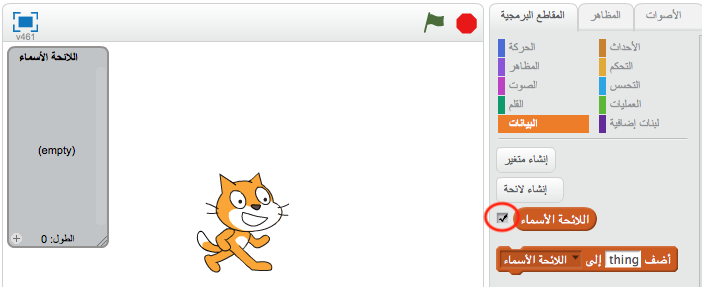 v461
اللائحة الأسماء
(empty)
الطول: 0
المقاطع البرمجية
المظاهر
الأصوات
الحركة
الأحداث
المظاهر
التحكم
الصوت
التحسس
القلم
العمليات
البيانات
لبنات إضافية
إنشاء متغير
إنشاء لائحة
اللائحة الأسماء
أضف thing إلى اللائحة الأسماء